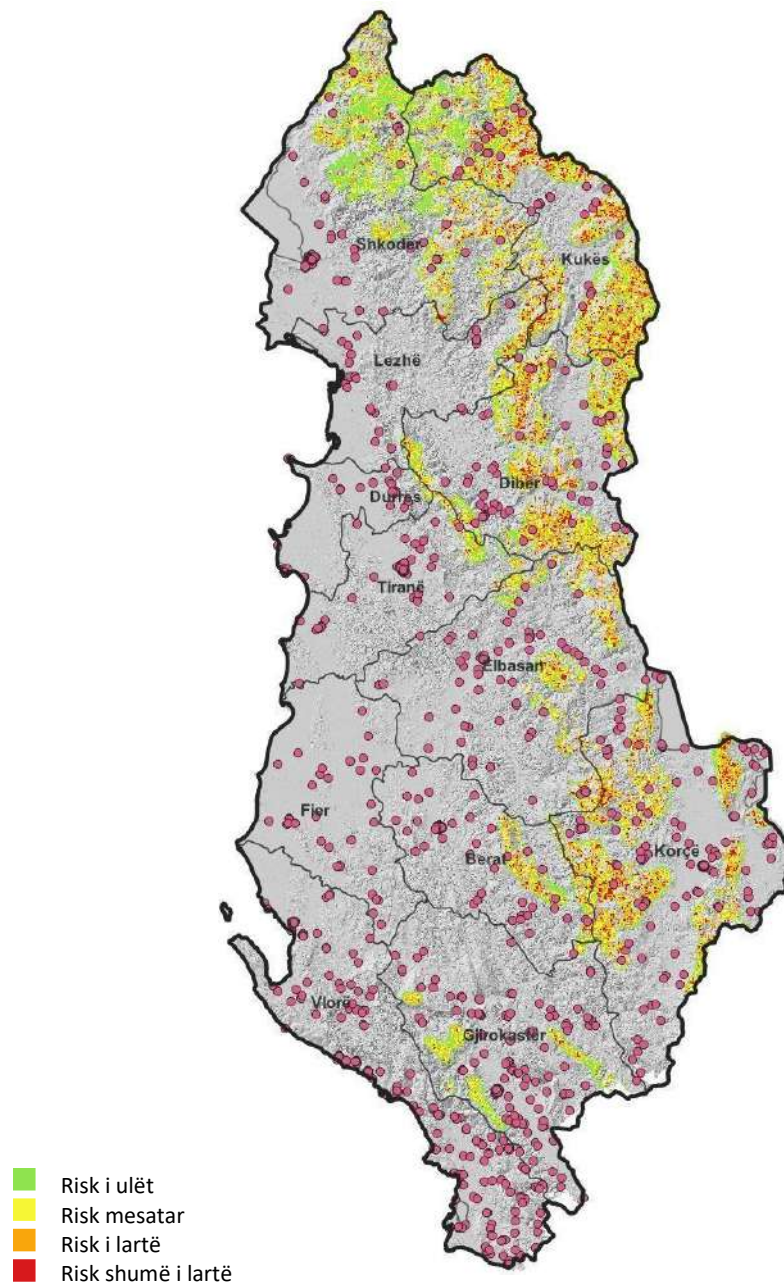 Shkodër
Kukës
Lezhë
Dibër
Durrës
Tiranë
Elbasan
Fier
Berat
Korçë
Vlorë
Gjirokastër
Risk i ulët
Risk mesatar
Risk i lartë
Risk shumë i lartë